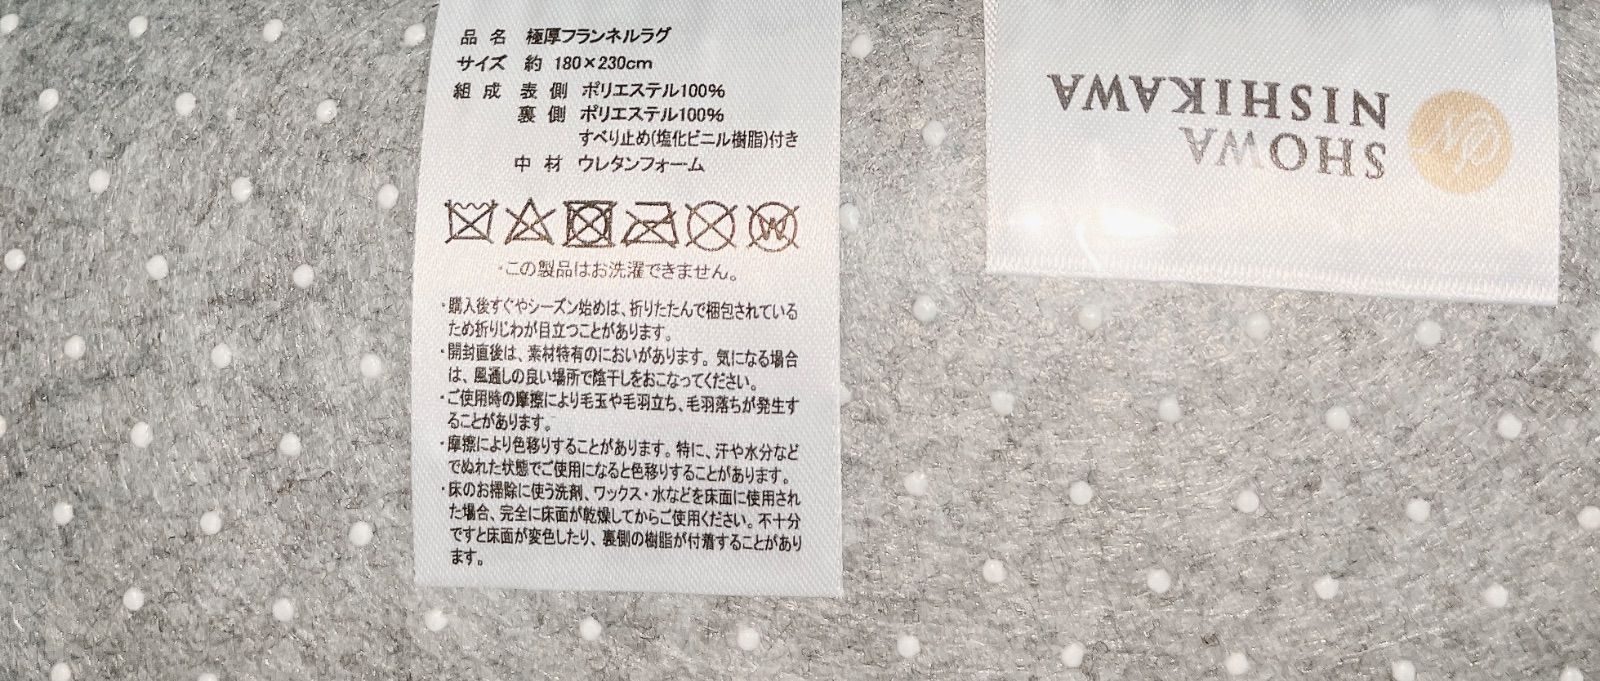 品名 極厚フランネルラグ
サイズ 約 180×230cm
組成 表側 ポリエステル100%
裏側 ポリエステル100%
すべり止め(塩化ビニル樹脂)付き
中材 ウレタンフォーム
W
・この製品はお洗濯できません。
・購入後すぐやシーズン始めは、折りたたんで梱包されている
ため折りじわが目立つことがあります。
・開封直後は、素材特有のにおいがあります。気になる場合
は、風通しの良い場所で陰干しをおこなってください。
・ご使用時の摩擦により毛玉や毛羽立ち、毛羽落ちが発生す
ることがあります。
・摩擦により色移りすることがあります。特に、汗や水分など
でぬれた状態でご使用になると色移りすることがあります。
・床のお掃除に使う洗剤、ワックス・水などを床面に使用され
た場合、完全に床面が乾燥してからご使用ください。不十分
ですと床面が変色したり、裏側の樹脂が付着することがあり
ます。
SHOWA
NISHIKAWA